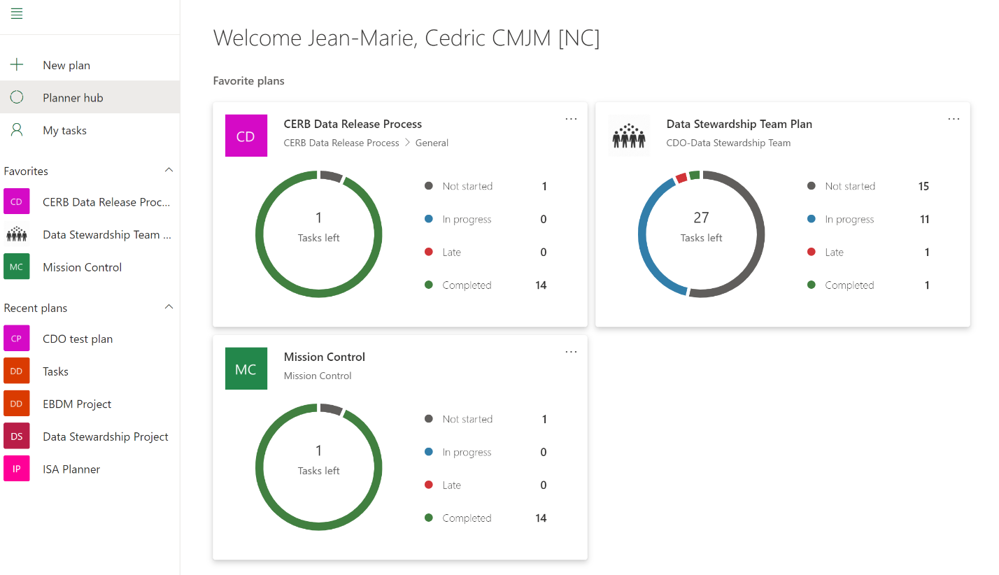 Welcome Jean-Marie, Cedric CMJM [NC]
New plan
Planner hub
My tasks
Favorites
CD CERB Data Release Proc...
Data Stewardship Team ...
MC Mission Control
Recent plans
CP CDO test plan
DD Tasks
DD EBDM Project
DS Data Stewardship Project
IP ISA Planner
Favorite plans
CD
CERB Data Release Process
CERB Data Release Process > General
1
Tasks left
Not started 1
In progress 0
Late 0
Completed 14
Data Stewardship Team Plan
CDO-Data Stewardship Team
27
Tasks left
Not started 15
In progress 11
Late 1
Completed 1
MC
Mission Control
Mission Control
1
Tasks left
Not started 1
In progress 0
Late 0
Completed 14